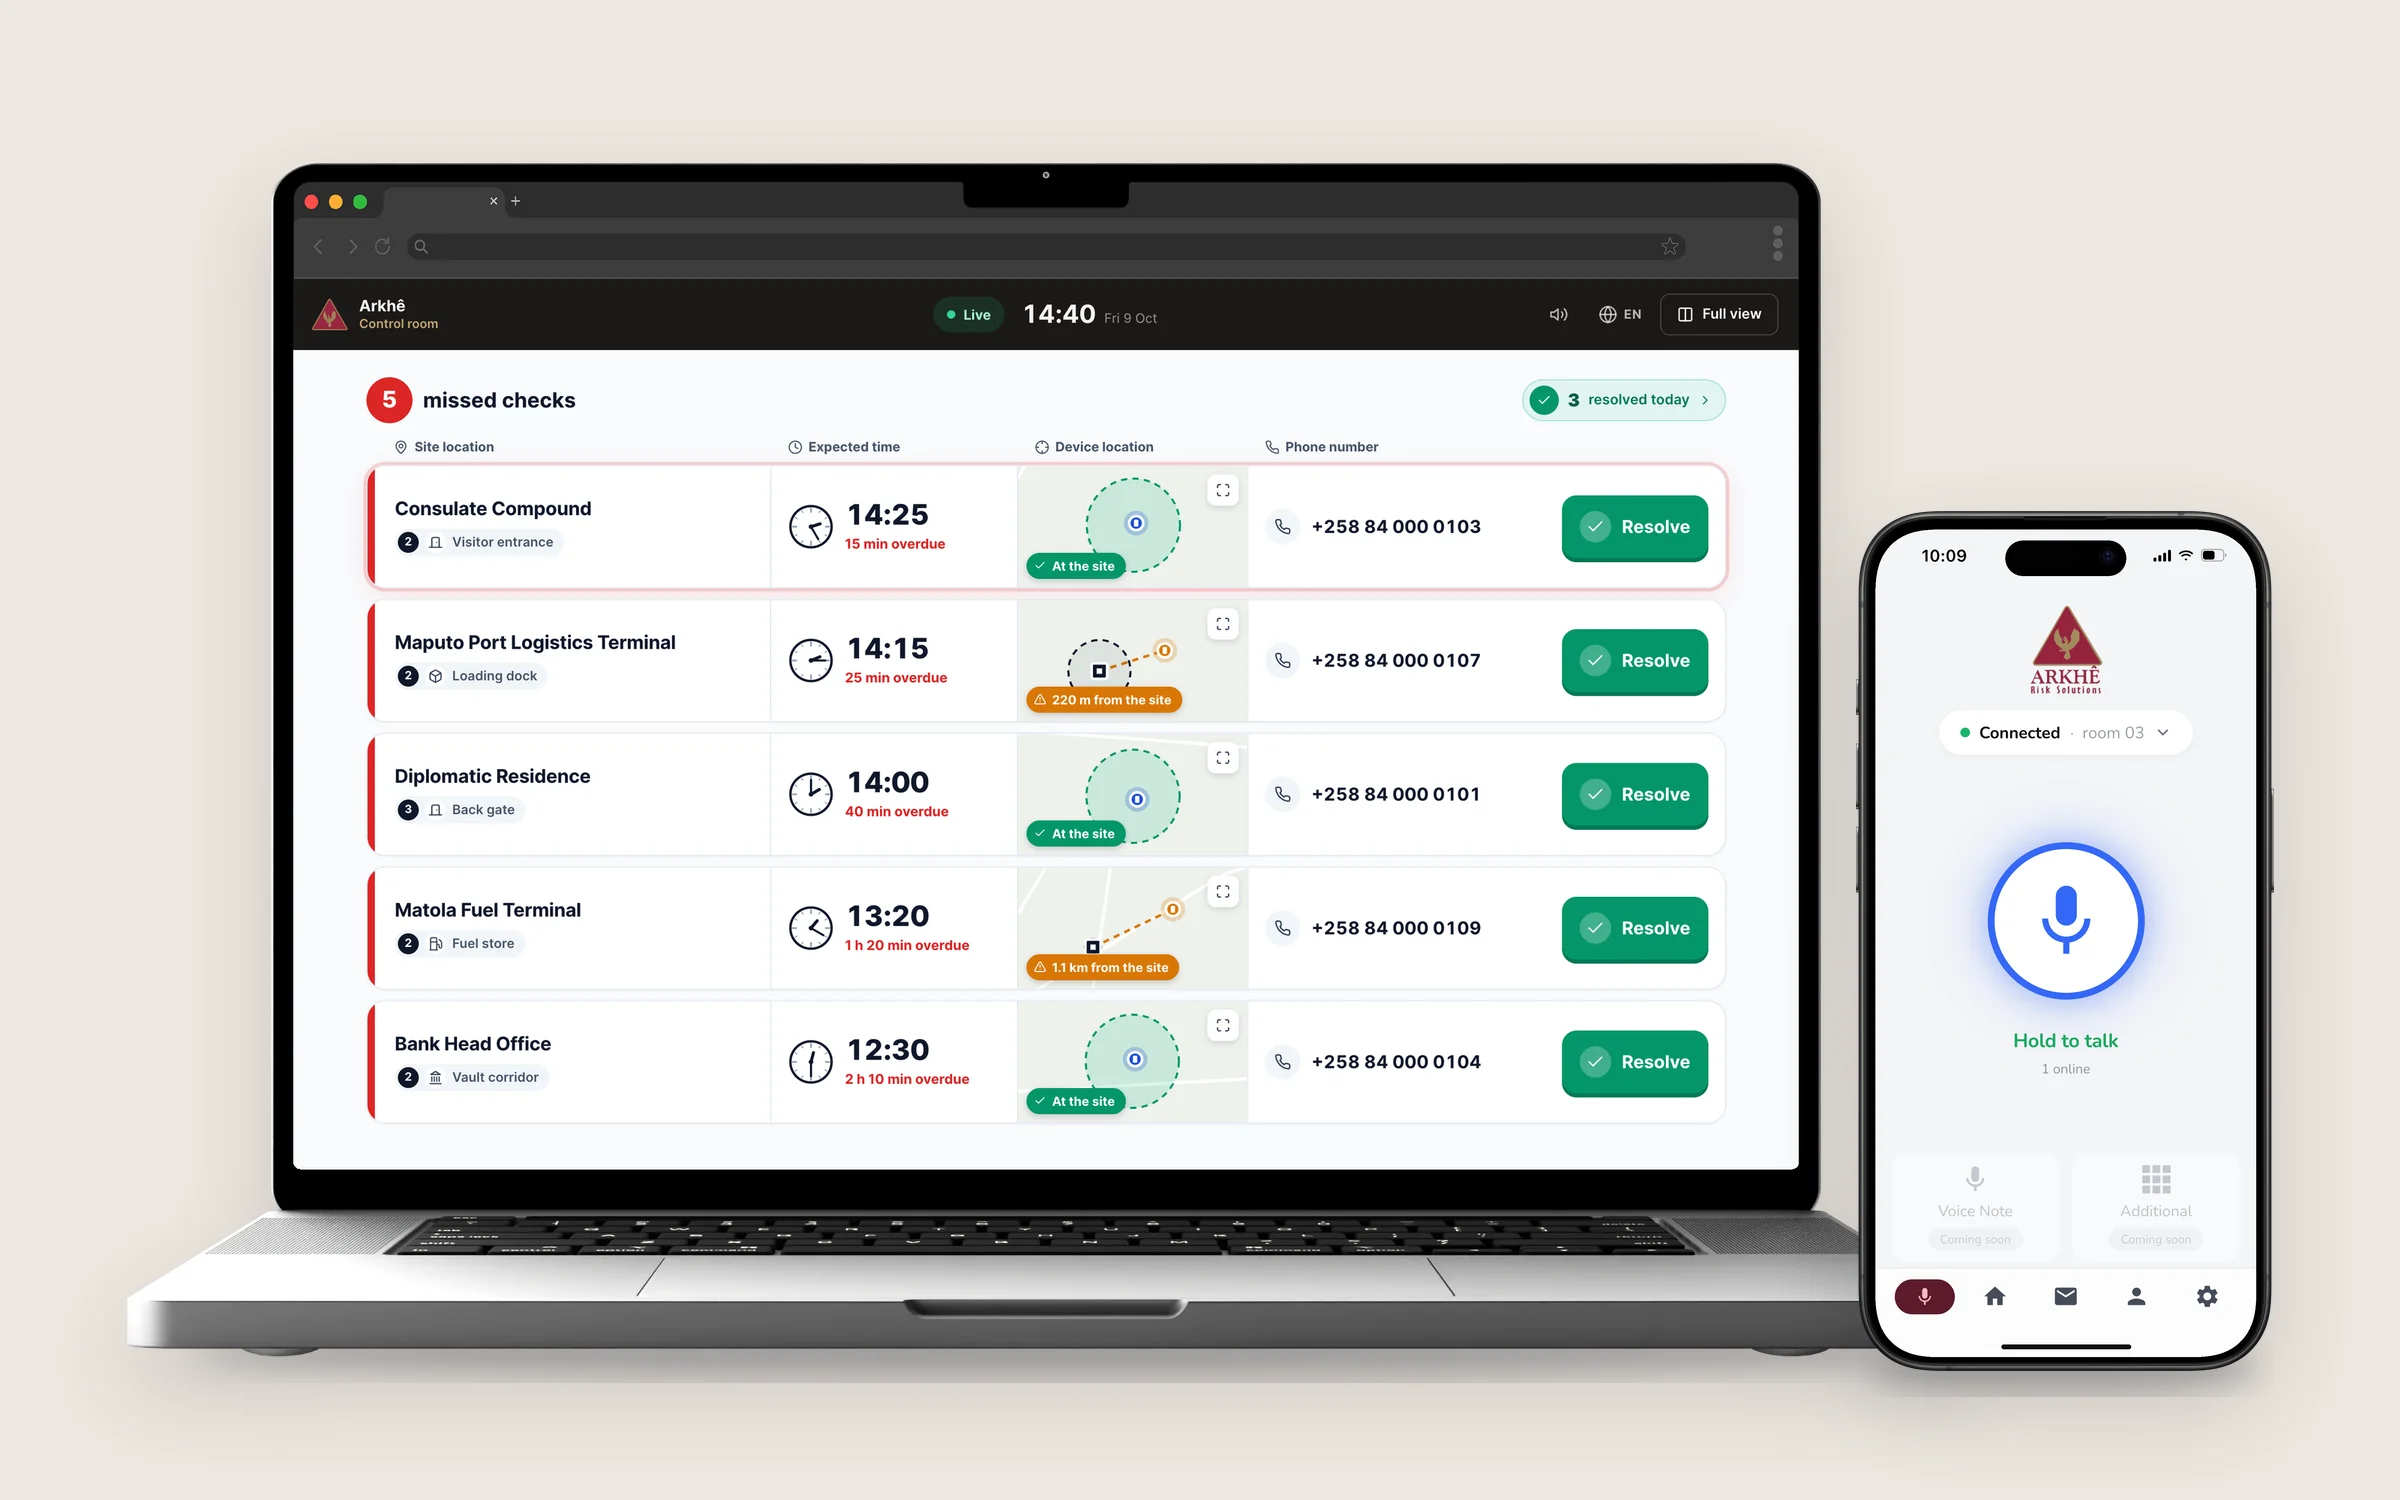 Arkhê
Control room
Live
14:40 Fri 9 Oct
EN
Full view
5 missed checks
3 resolved today
Site location
Expected time
Device location
Phone number
Consulate Compound
2 Visitor entrance
14:25
15 min overdue
At the site
+258 84 000 0103
Resolve
Maputo Port Logistics Terminal
2 Loading dock
14:15
25 min overdue
220 m from the site
+258 84 000 0107
Resolve
Diplomatic Residence
3 Back gate
14:00
40 min overdue
At the site
+258 84 000 0101
Resolve
Matola Fuel Terminal
2 Fuel store
13:20
1 h 20 min overdue
1.1 km from the site
+258 84 000 0109
Resolve
Bank Head Office
2 Vault corridor
12:30
2 h 10 min overdue
At the site
+258 84 000 0104
Resolve
10:09
ARKHÊ
Risk Solutions
Connected · room 03
Hold to talk
1 online
Voice Note
Coming soon
Additional
Coming soon